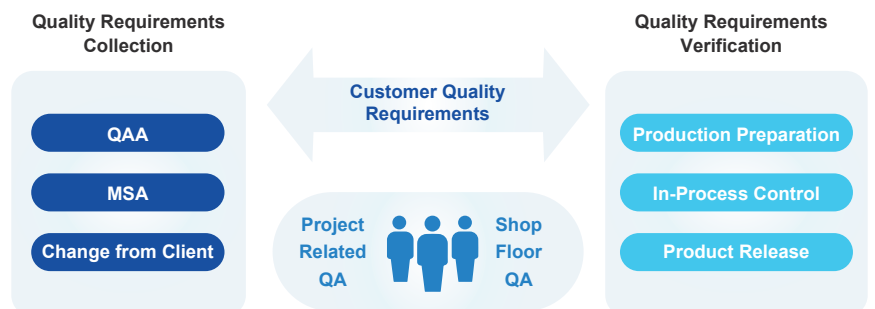 Quality Requirements
Collection
QAA
MSA
Change from Client
Customer Quality
Requirements
Project
Related
QA
Shop
Floor
QA
Quality Requirements
Verification
Production Preparation
In-Process Control
Product Release